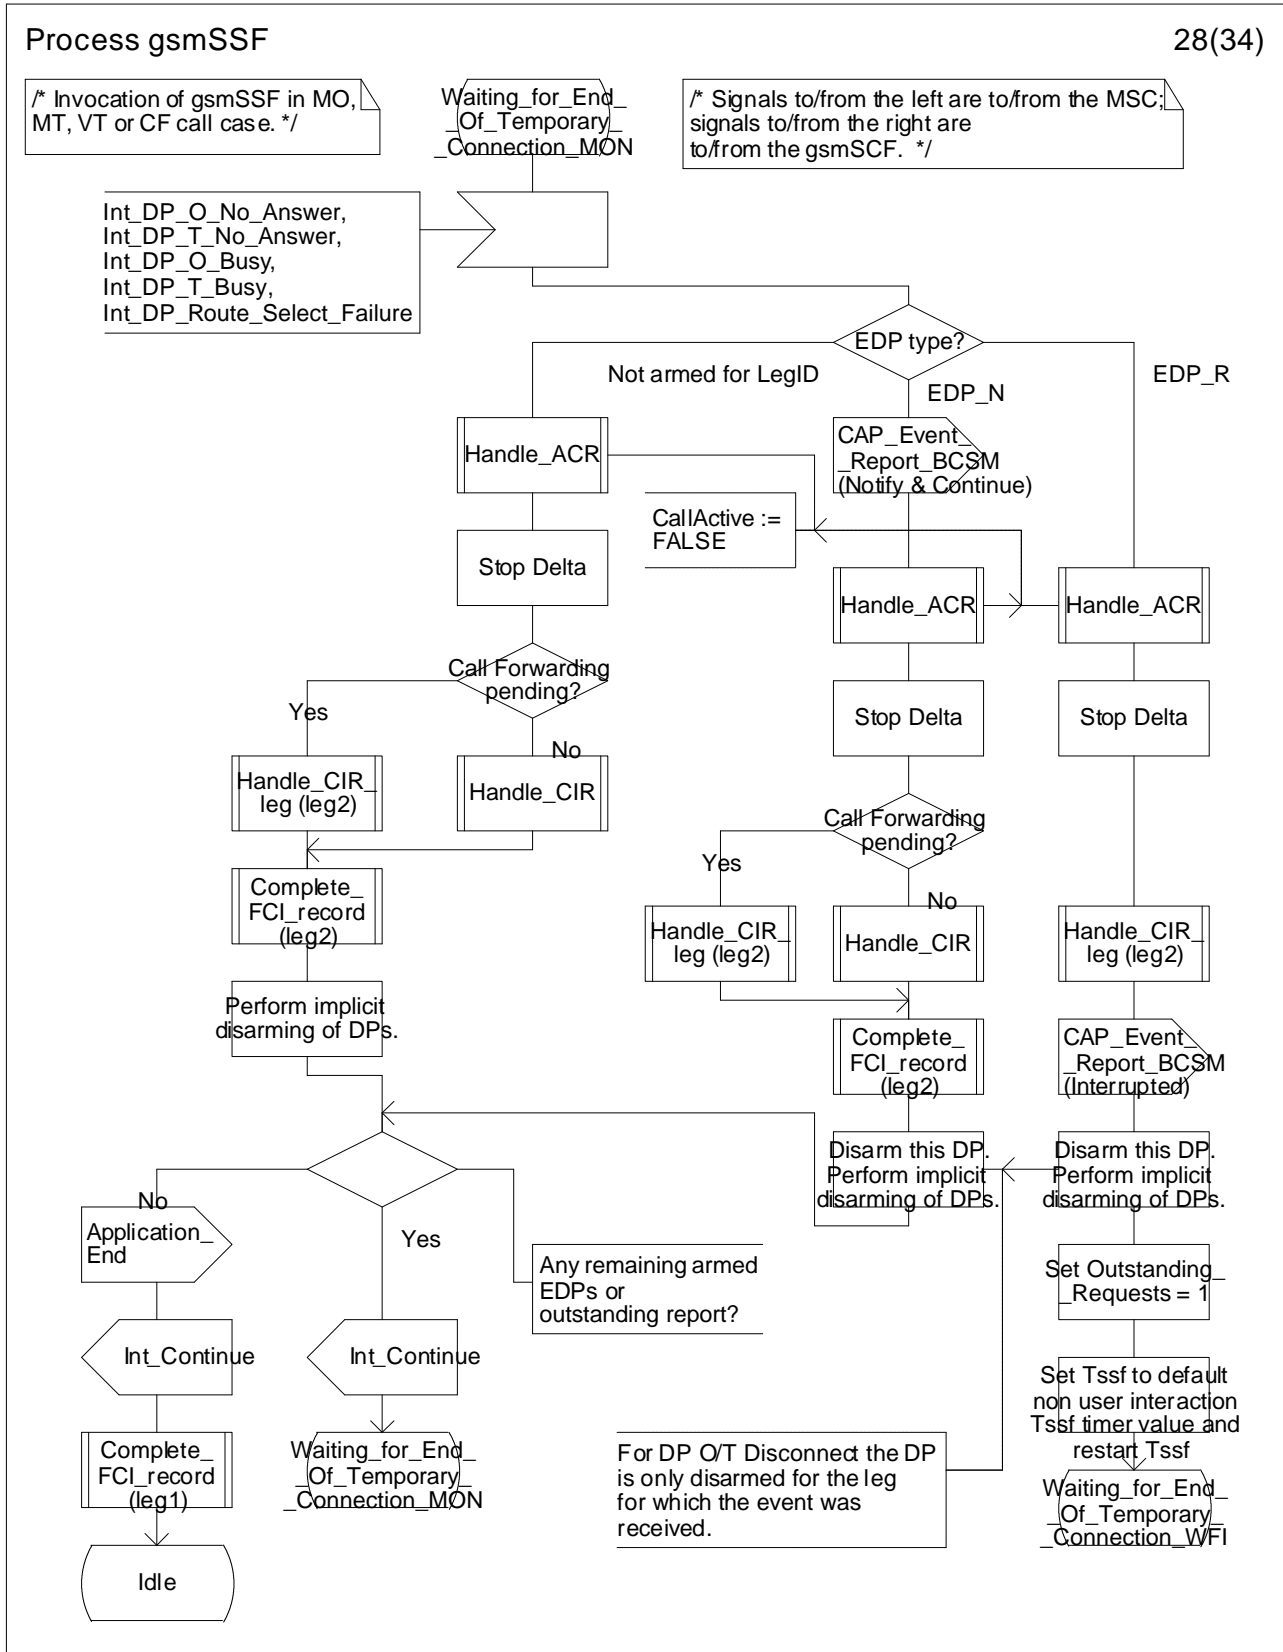 Process gsmSSF
28(34)
/* Invocation of gsmSSF in MO,
MT, VT or CF call case. */
Waiting_for_End_
_Of_Temporary_
_Connection_MON
/* Signals to/from the left are to/from the MSC;
signals to/from the right are
to/from the gsmSCF. */
Int_DP_O_No_Answer,
Int_DP_T_No_Answer,
Int_DP_O_Busy,
Int_DP_T_Busy,
Int_DP_Route_Select_Failure
EDP type?
Not armed for LegID
EDP_N
EDP_R
Handle_ACR
CAP_Event_
_Report_BCSM
(Notify & Continue)
CallActive :=
FALSE
Stop Delta
Handle_ACR
Handle_ACR
Call Forwarding
pending?
Yes
No
Stop Delta
Stop Delta
Handle_CIR_
leg (leg2)
Handle_CIR
Call Forwarding
pending?
Yes
No
Complete_
FCI_record
(leg2)
Handle_CIR_
leg (leg2)
Handle_CIR
Handle_CIR_
leg (leg2)
Perform implicit
disarming of DPs.
Complete_
FCI_record
(leg2)
CAP_Event_
_Report_BCSM
(Interrupted)
Disarm this DP.
Perform implicit
disarming of DPs.
Disarm this DP.
Perform implicit
disarming of DPs.
No
Yes
Application_
End
Any remaining armed
EDPs or
outstanding report?
Set Outstanding_
_Requests = 1
Int_Continue
Int_Continue
Set Tssf to default
non user interaction
Tssf timer value and
restart Tssf
Complete_
FCI_record
(leg1)
Waiting_for_End_
_Of_Temporary_
_Connection_MON
For DP O/T Disconnect the DP
is only disarmed for the leg
for which the event was
received.
Waiting_for_End_
_Of_Temporary_
_Connection_WFI
Idle